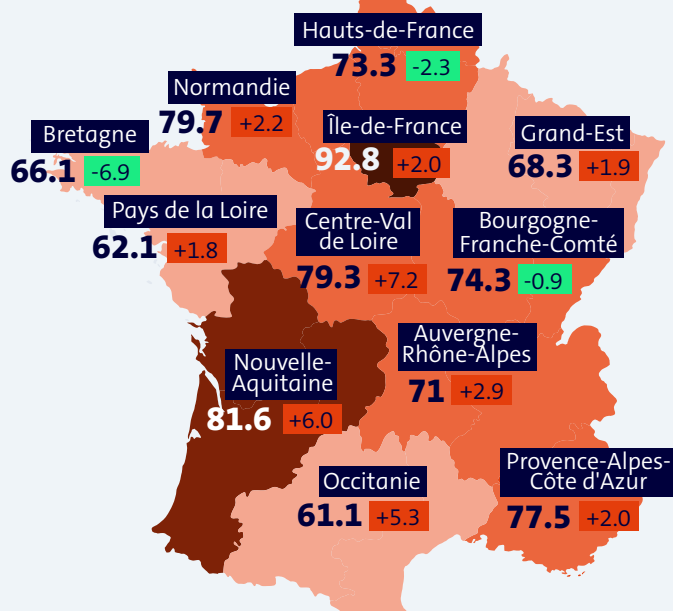 Hauts-de-France
73.3 -2.3
Normandie
79.7 +2.2
Île-de-France
92.8 +2.0
Bretagne
66.1 -6.9
Grand-Est
68.3 +1.9
Pays de la Loire
62.1 +1.8
Centre-Val
de Loire
79.3 +7.2
Bourgogne-
Franche-Comté
74.3 -0.9
Auvergne-
Rhône-Alpes
71 +2.9
Nouvelle-
Aquitaine
81.6 +6.0
Occitanie
61.1 +5.3
Provence-Alpes-
Côte d'Azur
77.5 +2.0